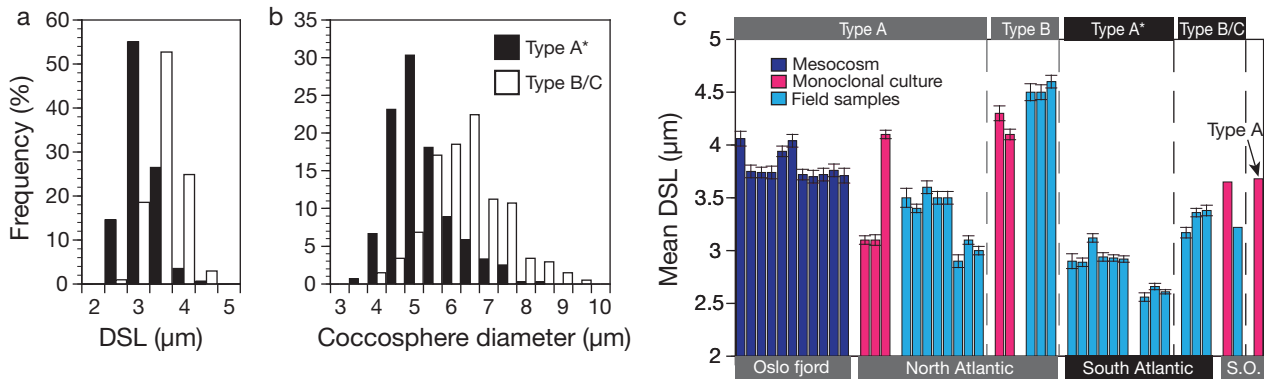 a
60
50
40
30
20
10
0
Frequency (%)
2 3 4 5
DSL (µm)
b
35
30
25
20
15
10
5
0
Type A*
Type B/C
3 4 5 6 7 8 9 10
Coccosphere diameter (µm)
c
Type A Type B Type A* Type B/C
5
4.5
4
3.5
3
2.5
2
Mean DSL (µm)
Mesocosm
Monoclonal culture
Field samples
Type A
Oslo fjord North Atlantic South Atlantic S.O.